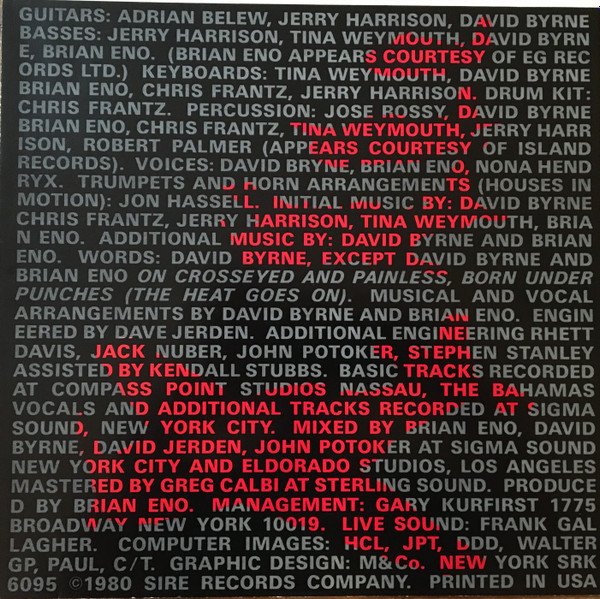 GUITARS: ADRIAN BELEW, JERRY HARRISON, DAVID BYRNE
BASSES: JERRY HARRISON, TINA WEYMOUTH, DAVID BYRN
E, BRIAN ENO. (BRIAN ENO APPEARS COURTESY OF EG REC
ORDS LTD.) KEYBOARDS: TINA WEYMOUTH, DAVID BYRNE
BRIAN ENO, CHRIS FRANTZ, JERRY HARRISON. DRUM KIT:
CHRIS FRANTZ. PERCUSSION: JOSE ROSSY, DAVID BYRNE
BRIAN ENO, CHRIS FRANTZ, TINA WEYMOUTH, JERRY HARR
ISON, ROBERT PALMER (APPEARS COURTESY OF ISLAND
RECORDS). VOICES: DAVID BRYNE, BRIAN ENO, NONA HEND
RYX. TRUMPETS AND HORN ARRANGEMENTS (HOUSES IN
MOTION): JON HASSELL. INITIAL MUSIC BY: DAVID BYRNE
CHRIS FRANTZ, JERRY HARRISON, TINA WEYMOUTH, BRIA
N ENO. ADDITIONAL MUSIC BY: DAVID BYRNE AND BRIAN
ENO. WORDS: DAVID BYRNE, EXCEPT DAVID BYRNE AND
BRIAN ENO ON CROSSEYED AND PAINLESS, BORN UNDER
PUNCHES (THE HEAT GOES ON). MUSICAL AND VOCAL
ARRANGEMENTS BY DAVID BYRNE AND BRIAN ENO. ENGIN
EERED BY DAVE JERDEN. ADDITIONAL ENGINEERING RHETT
DAVIS, JACK NUBER, JOHN POTOKER, STEPHEN STANLEY
ASSISTED BY KENDALL STUBBS. BASIC TRACKS RECORDED
AT COMPASS POINT STUDIOS NASSAU, THE BAHAMAS
VOCALS AND ADDITIONAL TRACKS RECORDED AT SIGMA
SOUND, NEW YORK CITY. MIXED BY BRIAN ENO, DAVID
BYRNE, DAVID JERDEN, JOHN POTOKER AT SIGMA SOUND
NEW YORK CITY AND ELDORADO STUDIOS, LOS ANGELES
MASTERED BY GREG CALBI AT STERLING SOUND. PRODUCE
D BY BRIAN ENO. MANAGEMENT: GARY KURFIRST 1775
BROADWAY NEW YORK 10019. LIVE SOUND: FRANK GAL
LAGHER. COMPUTER IMAGES: HCL, JPT, DDD, WALTER
GP, PAUL, C/T. GRAPHIC DESIGN: M&Co. NEW YORK SRK
6095 ©1980 SIRE RECORDS COMPANY. PRINTED IN USA